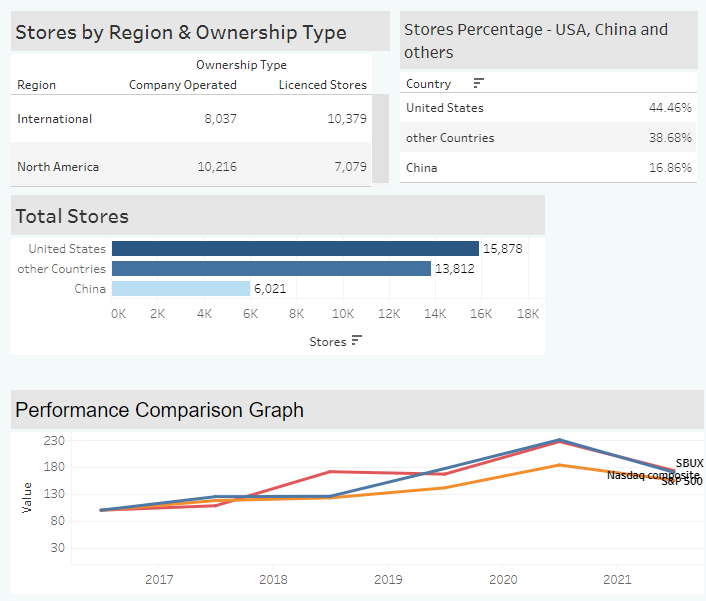 Stores by Region & Ownership Type
Ownership Type
Region Company Operated Licenced Stores
International 8,037 10,379
North America 10,216 7,079
Stores Percentage - USA, China and
others
Country
United States 44.46%
other Countries 38.68%
China 16.86%
Total Stores
United States 15,878
other Countries 13,812
China 6,021
0K 2K 4K 6K 8K 10K 12K 14K 16K 18K
Stores
Performance Comparison Graph
Value
230
180
130
80
30
SBUX
Nasdaq composite
S&P 500
2017 2018 2019 2020 2021